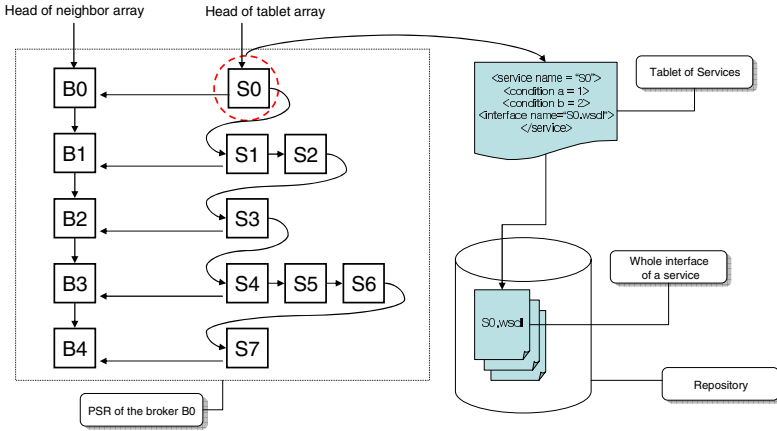 Head of neighbor array
Head of tablet array
B0
S0
B1
S1
S2
B2
S3
B3
S4
S5
S6
B4
S7
PSR of the broker B0
<service name = "S0">
<condition a = 1>
<condition b = 2>
<interface name="S0.wsdl">
</service>
Tablet of Services
Whole interface
of a service
S0.wsdl
Repository